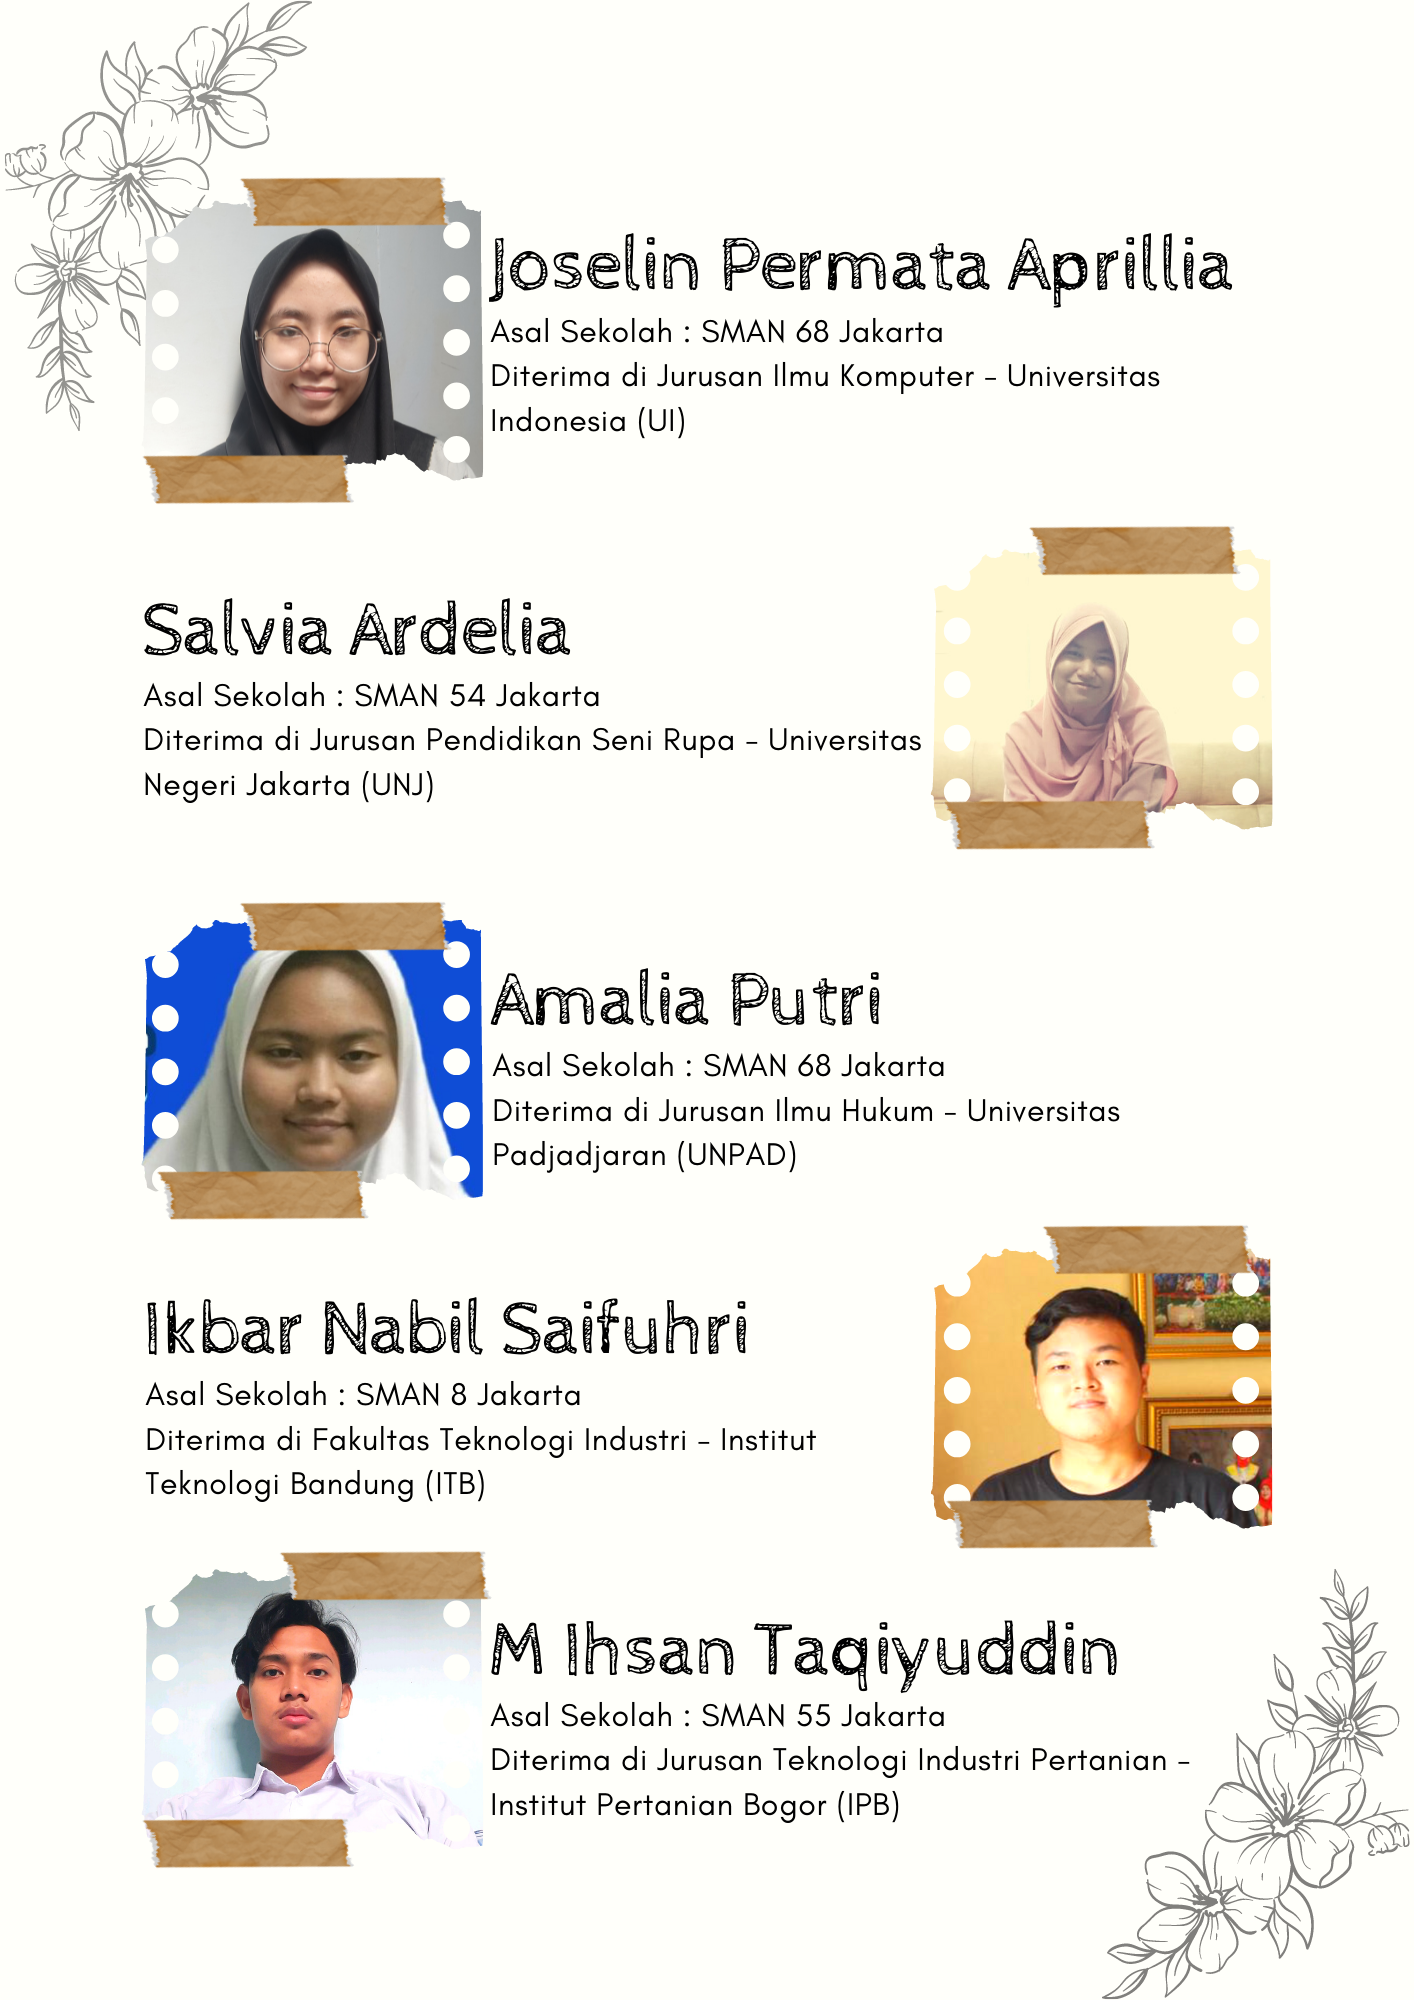 Joselin Permata Aprillia
Asal Sekolah : SMAN 68 Jakarta
Diterima di Jurusan Ilmu Komputer - Universitas
Indonesia (UI)
Salvia Ardelia
Asal Sekolah : SMAN 54 Jakarta
Diterima di Jurusan Pendidikan Seni Rupa - Universitas
Negeri Jakarta (UNJ)
Amalia Putri
Asal Sekolah : SMAN 68 Jakarta
Diterima di Jurusan Ilmu Hukum - Universitas
Padjadjaran (UNPAD)
Ikbar Nabil Saifuhri
Asal Sekolah : SMAN 8 Jakarta
Diterima di Fakultas Teknologi Industri - Institut
Teknologi Bandung (ITB)
M Ihsan Taqiyuddin
Asal Sekolah : SMAN 55 Jakarta
Diterima di Jurusan Teknologi Industri Pertanian -
Institut Pertanian Bogor (IPB)